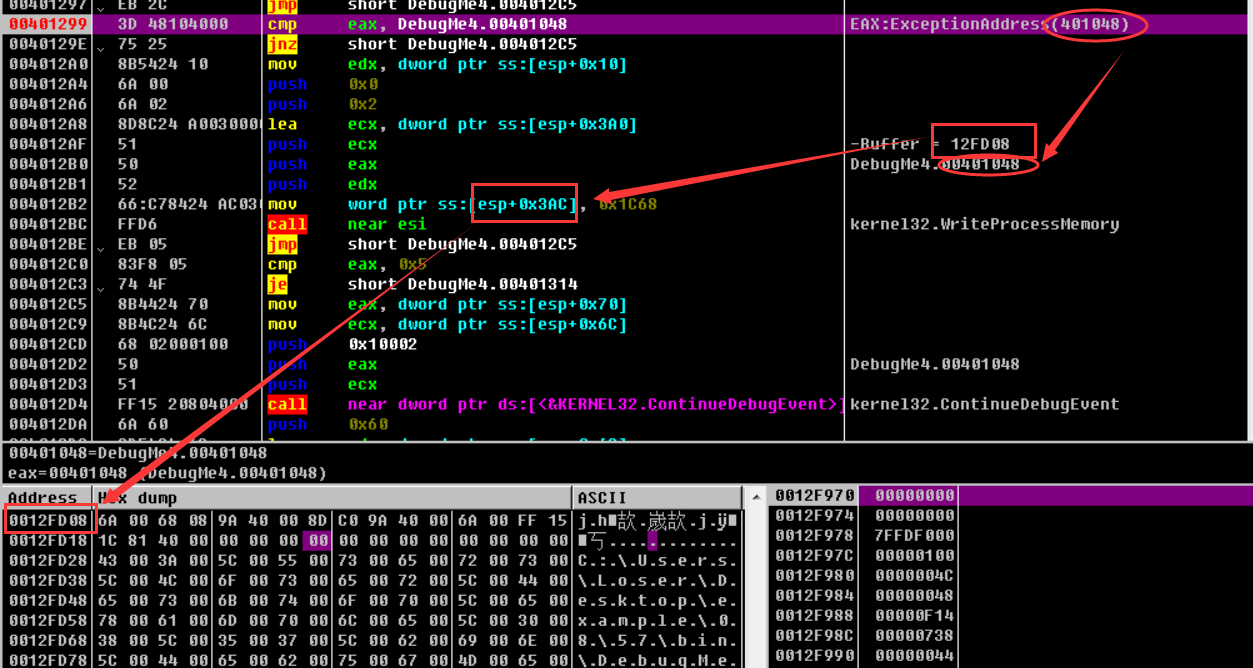 00401297 EB 2C jmp short DebugMe4.004012C5
00401299 3D 48104000 cmp eax, DebugMe4.00401048 EAX:ExceptionAddress(401048)
0040129E 75 25 jnz short DebugMe4.004012C5
004012A0 8B5424 10 mov edx, dword ptr ss:[esp+0x10]
004012A4 6A 00 push 0x0
004012A6 6A 02 push 0x2
004012A8 8D8C24 A0030000 lea ecx, dword ptr ss:[esp+0x3A0]
004012AF 51 push ecx -Buffer = 12FD08
004012B0 50 push eax DebugMe4.00401048
004012B1 52 push edx
004012B2 66:C78424 AC03 mov word ptr ss:[esp+0x3AC], 0x1C68
004012BC FFD6 call near esi kernel32.WriteProcessMemory
004012BE EB 05 jmp short DebugMe4.004012C5
004012C0 83F8 05 cmp eax, 0x5
004012C3 74 4F je short DebugMe4.00401314
004012C5 8B4424 70 mov eax, dword ptr ss:[esp+0x70]
004012C9 8B4C24 6C mov ecx, dword ptr ss:[esp+0x6C]
004012CD 68 02000100 push 0x10002
004012D2 50 push eax DebugMe4.00401048
004012D3 51 push ecx
004012D4 FF15 20804000 call near dword ptr ds:[<&KERNEL32.ContinueDebugEvent>] kernel32.ContinueDebugEvent
004012DA 6A 60 push 0x60
00401048=DebugMe4.00401048
eax=00401048 (DebugMe4.00401048)
Address Hex dump ASCII
0012FD08 6A 00 68 08 9A 40 00 8D C0 9A 40 00 6A 00 FF 15
0012FD18 1C 81 40 00 00 00 00 00 00 00 00 00 00 00 00 00
0012FD28 43 00 3A 00 5C 00 55 00 73 00 65 00 72 00 73 00 C.:.\.U.s.e.r.s.
0012FD38 5C 00 4C 00 6F 00 73 00 65 00 72 00 5C 00 44 00 \.L.o.s.e.r.\.D.
0012FD48 65 00 73 00 6B 00 74 00 6F 00 70 00 5C 00 65 00 e.s.k.t.o.p.\.e.
0012FD58 78 00 61 00 6D 00 70 00 6C 00 65 00 5C 00 30 00 x.a.m.p.l.e.\.0.
0012FD68 38 00 5C 00 35 00 37 00 5C 00 62 00 69 00 6E 00 8.\.5.7.\.b.i.n.
0012FD78 5C 00 44 00 65 00 62 00 75 00 67 00 4D 00 65 00 \.D.e.b.u.g.M.e.
0012F970 00000000
0012F974 00000000
0012F978 7FFDF000
0012F97C 00000100
0012F980 0000004C
0012F984 00000048
0012F988 00000F14
0012F98C 00000738
0012F990 00000044